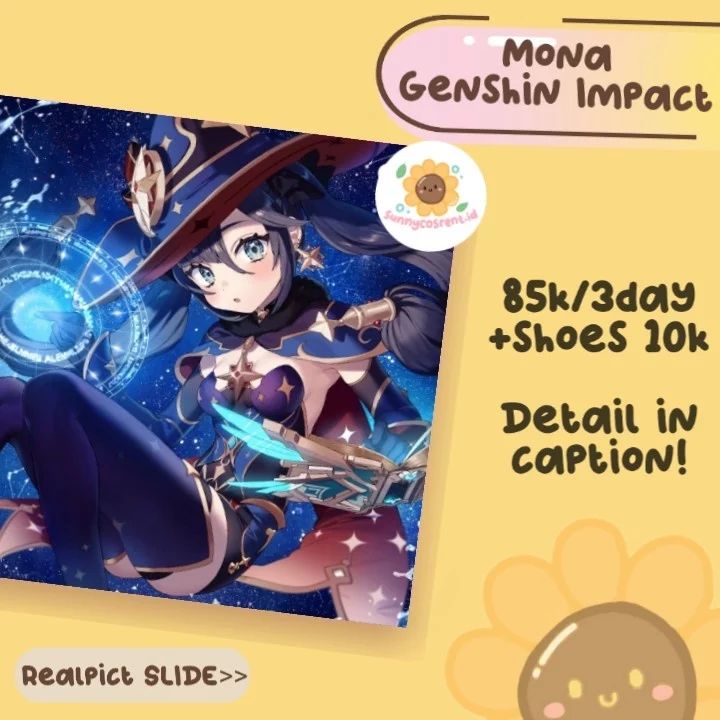 Mona
Genshin Impact
sunnycosrent.id
85k/3day
+Shoes 10k
Detail in
caption!
Realpict SLIDE>>